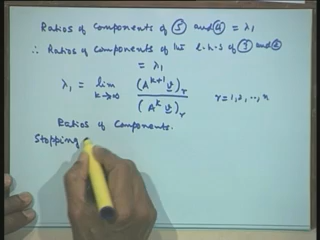 Ratios of Components of ⑤ and ④ = λ₁
∴ Ratios of Components of the l.h.s of ③ and ②
= λ₁
λ₁ = lim k→∞ (A^{k+1} v)_r / (A^k v)_r    r = 1, 2, ..., n
Ratios of Components.
Stopping